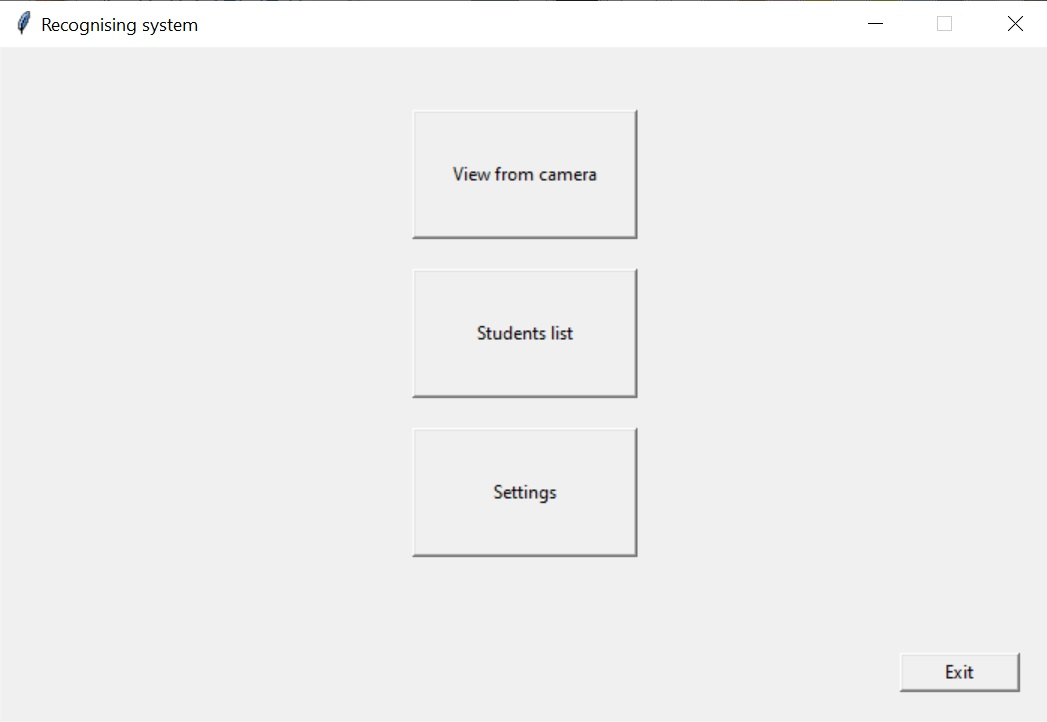 Recognising system
View from camera
Students list
Settings
Exit